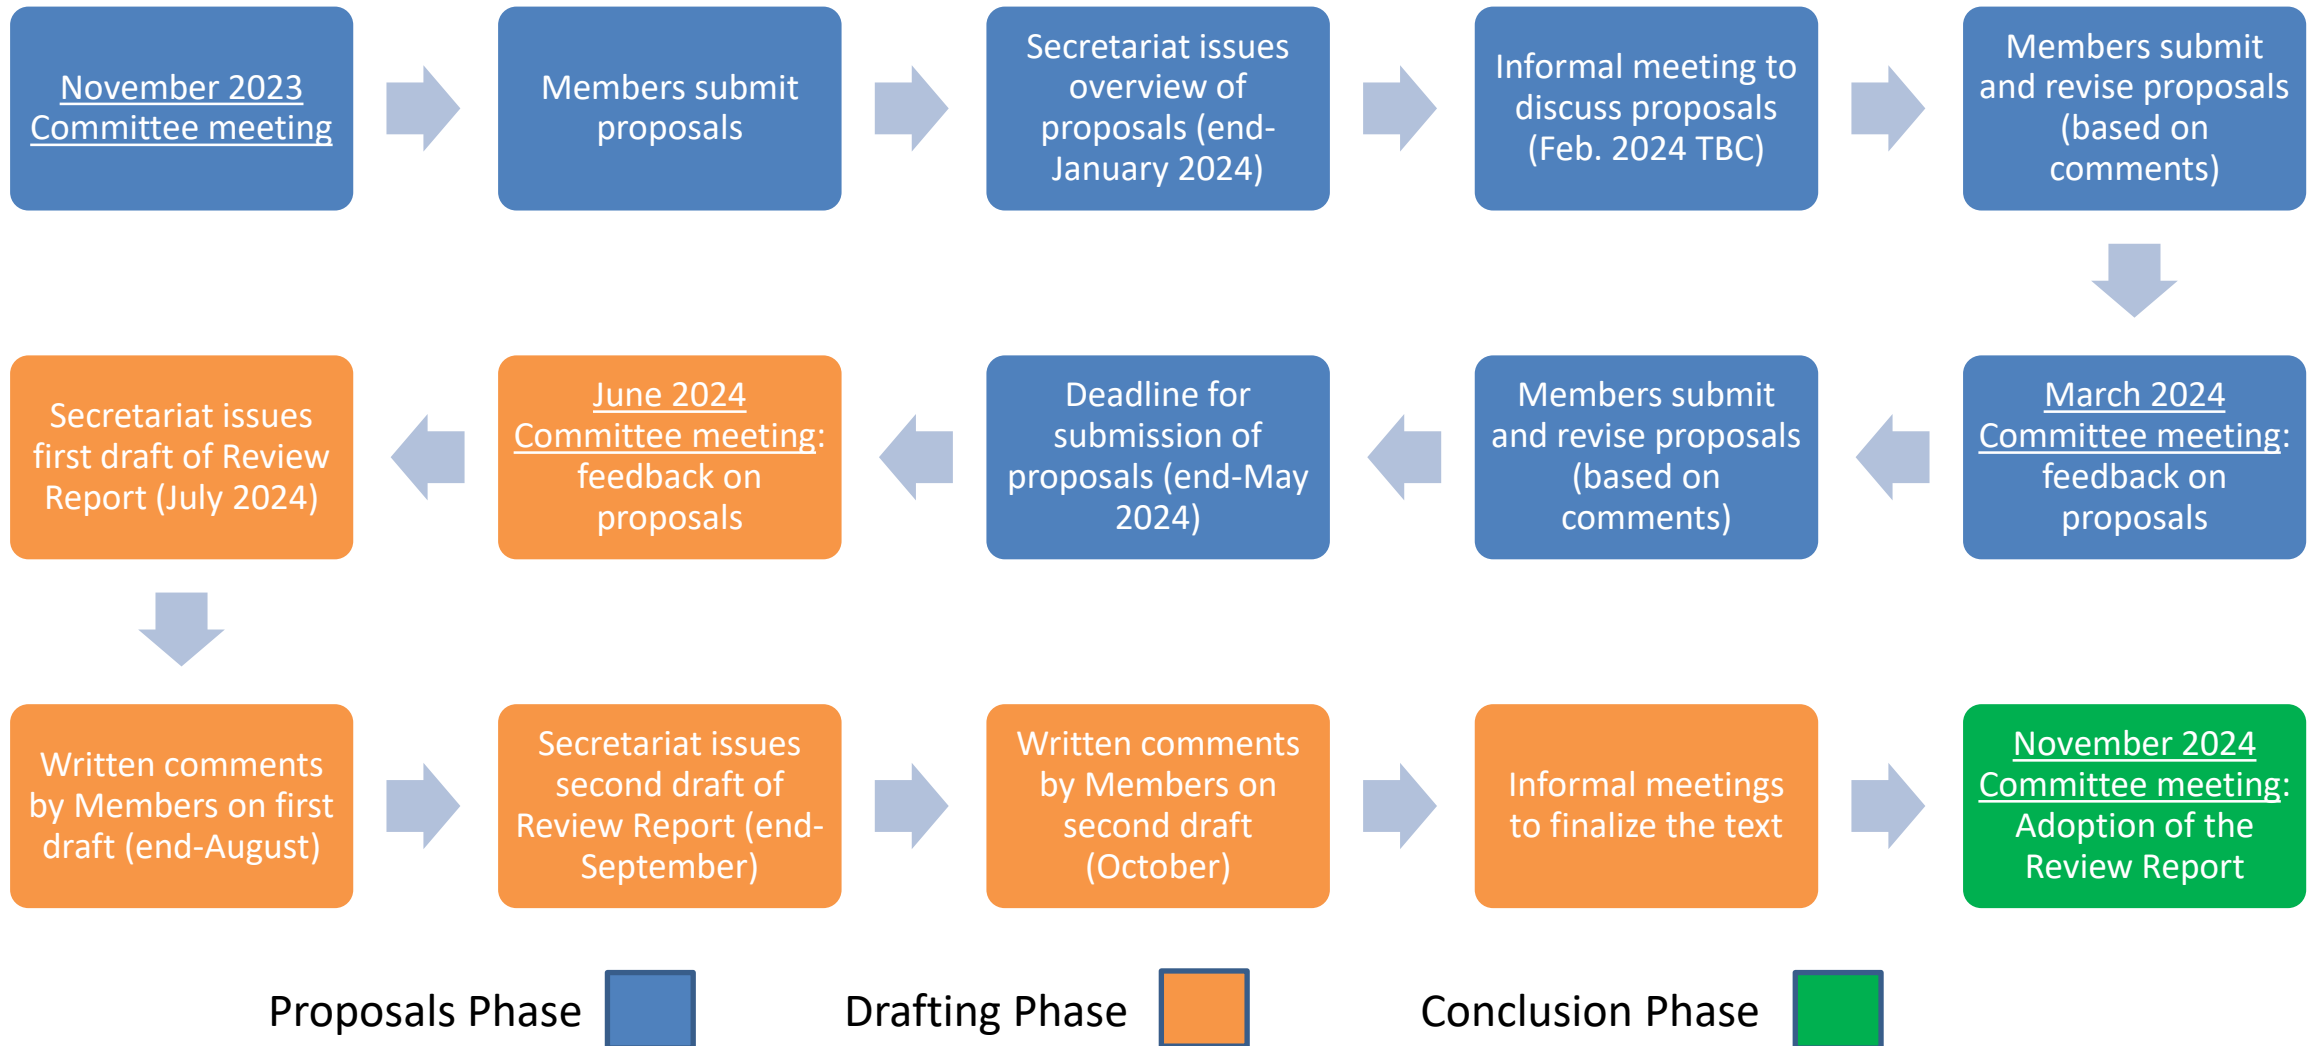 November 2023
Committee meeting
Members submit
proposals
Secretariat issues
overview of
proposals (end-
January 2024)
Informal meeting to
discuss proposals
(Feb. 2024 TBC)
Members submit
and revise proposals
(based on
comments)
Secretariat issues
first draft of Review
Report (July 2024)
June 2024
Committee meeting:
feedback on
proposals
Deadline for
submission of
proposals (end-May
2024)
Members submit
and revise proposals
(based on
comments)
March 2024
Committee meeting:
feedback on
proposals
Written comments
by Members on first
draft (end-August)
Secretariat issues
second draft of
Review Report (end-
September)
Written comments
by Members on
second draft
(October)
Informal meetings
to finalize the text
November 2024
Committee meeting:
Adoption of the
Review Report
Proposals Phase
Drafting Phase
Conclusion Phase